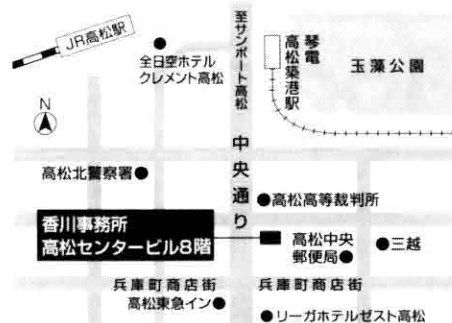 JR高松駅
全日空ホテル
クレメント高松
至サンポート高松
琴電
高松築港駅
玉藻公園
N
中央通り
高松北警察署
高松高等裁判所
香川事務所
高松センタービル8階
高松中央
郵便局
三越
兵庫町商店街
兵庫町商店街
高松東急イン
リーガホテルゼスト高松